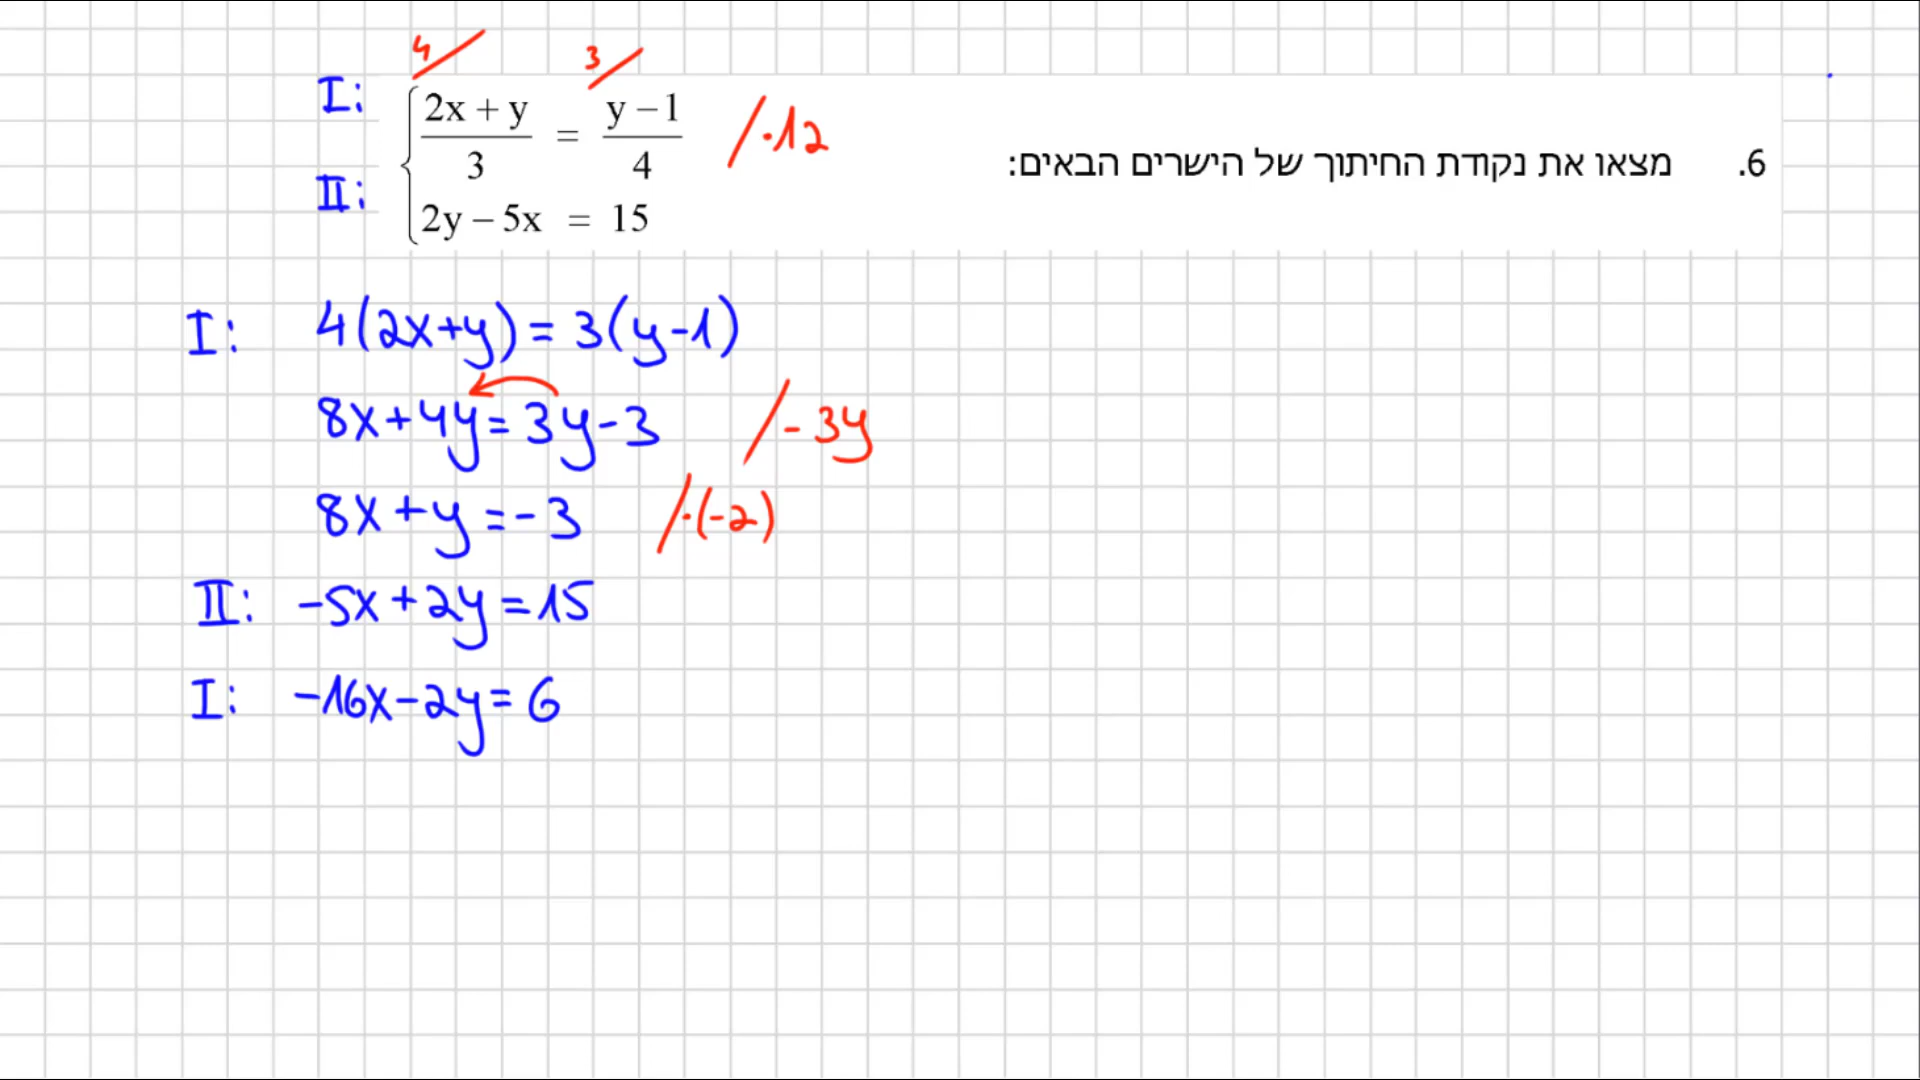 6. מצאו את נקודת החיתוך של הישרים הבאים:
4 3
I: (2x + y)/3 = (y − 1)/4 /·12
II: 2y − 5x = 15
I: 4(2x+y)=3(y-1)
8x+4y=3y-3 /-3y
8x+y=-3 /·(-2)
II: -5x+2y=15
I: -16x-2y=6